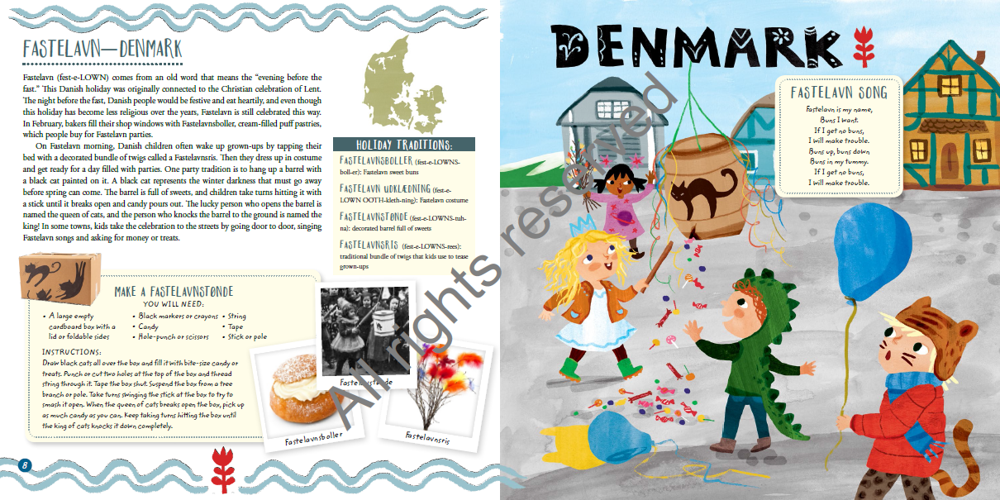 FASTELAVN—DENMARK
Fastelavn (fest-e-LOWN) comes from an old word that means the “evening before the
fast.” This Danish holiday was originally connected to the Christian celebration of Lent.
The night before the fast, Danish people would be festive and eat heartily, and even though
this holiday has become less religious over the years, Fastelavn is still celebrated this way.
In February, bakers fill their shop windows with Fastelavnsboller, cream-filled puff pastries,
which people buy for Fastelavn parties.
On Fastelavn morning, Danish children often wake up grown-ups by tapping their
bed with a decorated bundle of twigs called a Fastelavnsris. Then they dress up in costume
and get ready for a day filled with parties. One party tradition is to hang up a barrel with
a black cat painted on it. A black cat represents the winter darkness that must go away
before spring can come. The barrel is full of sweets, and children take turns hitting it with
a stick until it breaks open and candy pours out. The lucky person who opens the barrel is
named the queen of cats, and the person who knocks the barrel to the ground is named the
king! In some towns, kids take the celebration to the streets by going door to door, singing
Fastelavn songs and asking for money or treats.
HOLIDAY TRADITIONS:
FASTELAVNSBOLLER (fest-e-LOWNS-
boll-er): Fastelavn sweet buns
FASTELAVN UDKLÆDNING (fest-e-
LOWN OOTH-kleth-ning): Fastelavn costume
FASTELAVNSTØNDE (fest-e-LOWNS-tuh-
na): decorated barrel full of sweets
FASTELAVNSRIS (fest-e-LOWNS-rees):
traditional bundle of twigs that kids use to tease
grown-ups
MAKE A FASTELAVNSTØNDE
YOU WILL NEED:
• A large empty
cardboard box with a
lid or foldable sides
• Black markers or crayons
• Candy
• Hole-punch or scissors
• String
• Tape
• Stick or pole
INSTRUCTIONS:
Draw black cats all over the box and fill it with bite-size candy or
treats. Punch or cut two holes at the top of the box and thread
string through it. Tape the box shut. Suspend the box from a tree
branch or pole. Take turns swinging the stick at the box to try to
smash it open. When the queen of cats breaks open the box, pick up
as much candy as you can. Keep taking turns hitting the box until
the king of cats knocks it down completely.
Fastelavnstønde
Fastelavnsboller
Fastelavnsris
8
DENMARK
FASTELAVN SONG
Fastelavn is my name,
Buns I want.
If I get no buns,
I will make trouble.
Buns up, buns down
Buns in my tummy.
If I get no buns,
I will make trouble.
All rights reserved